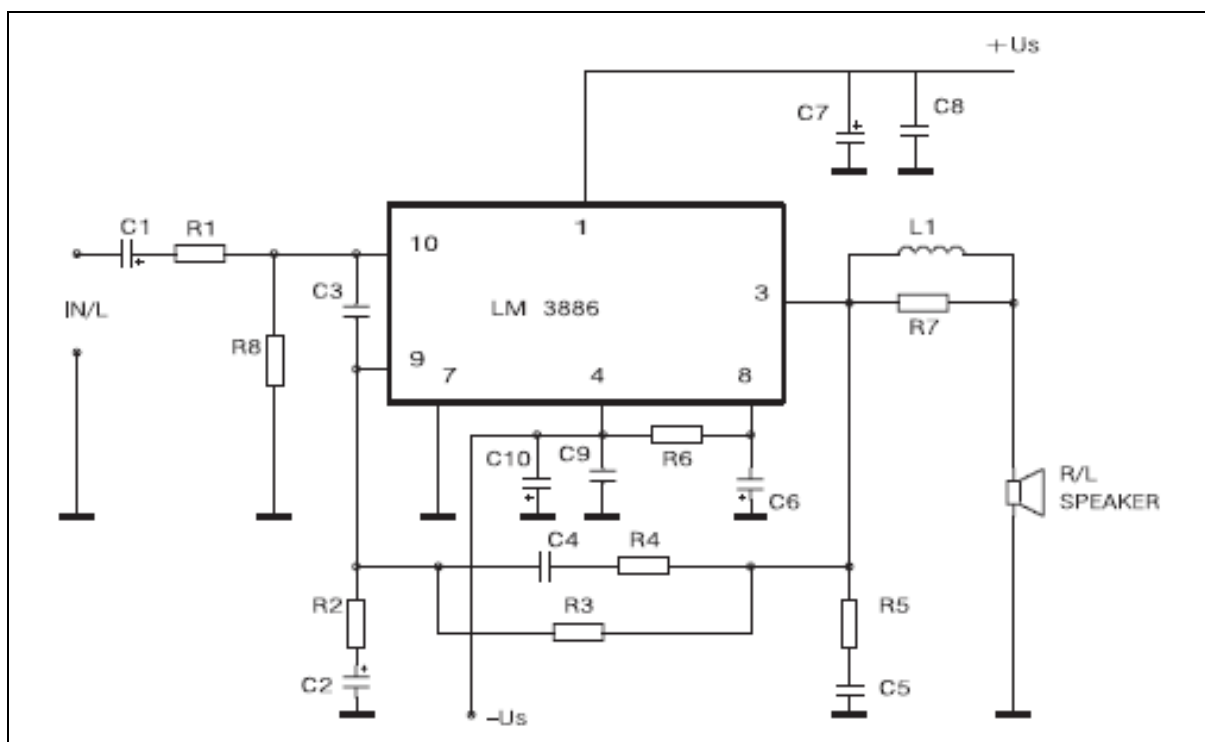 +Us
C7
C8
C1
R1
1
L1
10
C3
3
IN/L
LM 3886
R7
R8
9
7
4
8
C10
C9
R6
R/L
SPEAKER
C6
C4
R4
R2
R3
R5
C2
C5
–Us